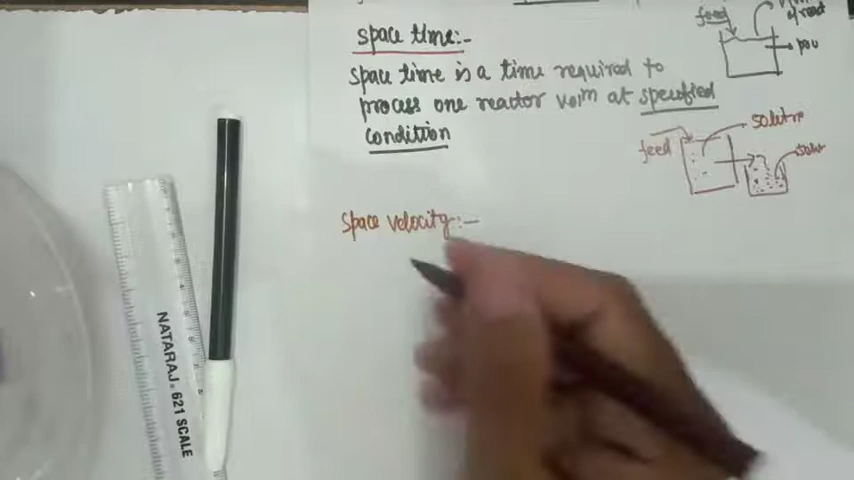 space time:-
space time is a time required to
process one reactor volm at specified
condition
feed
feed
solute
space velocity:-
NATARAJ 621 SCALE